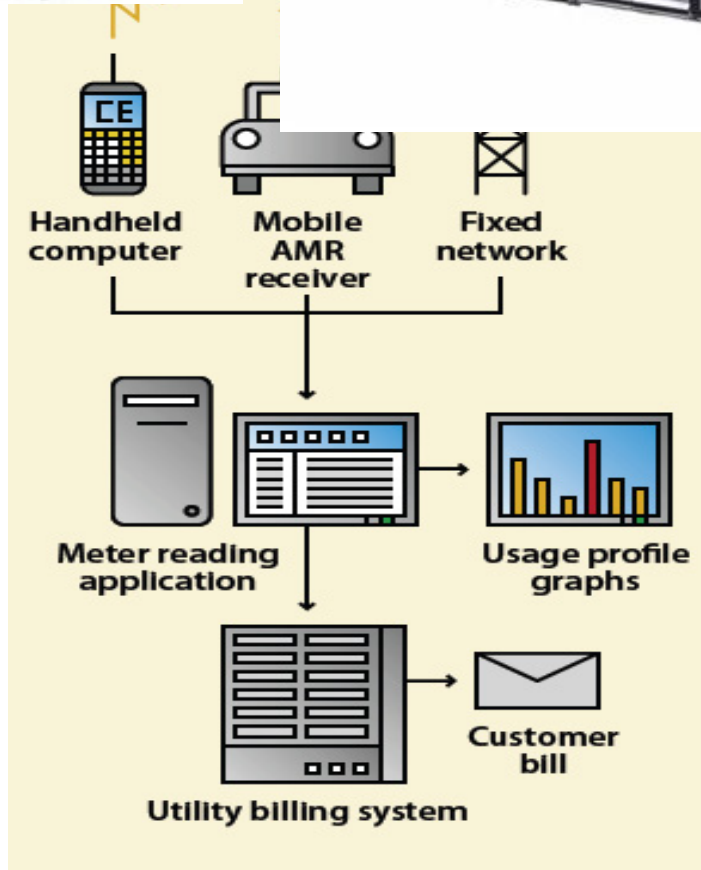 CE
Handheld
computer
Mobile
AMR
receiver
Fixed
network
Meter reading
application
Usage profile
graphs
Utility billing system
Customer
bill